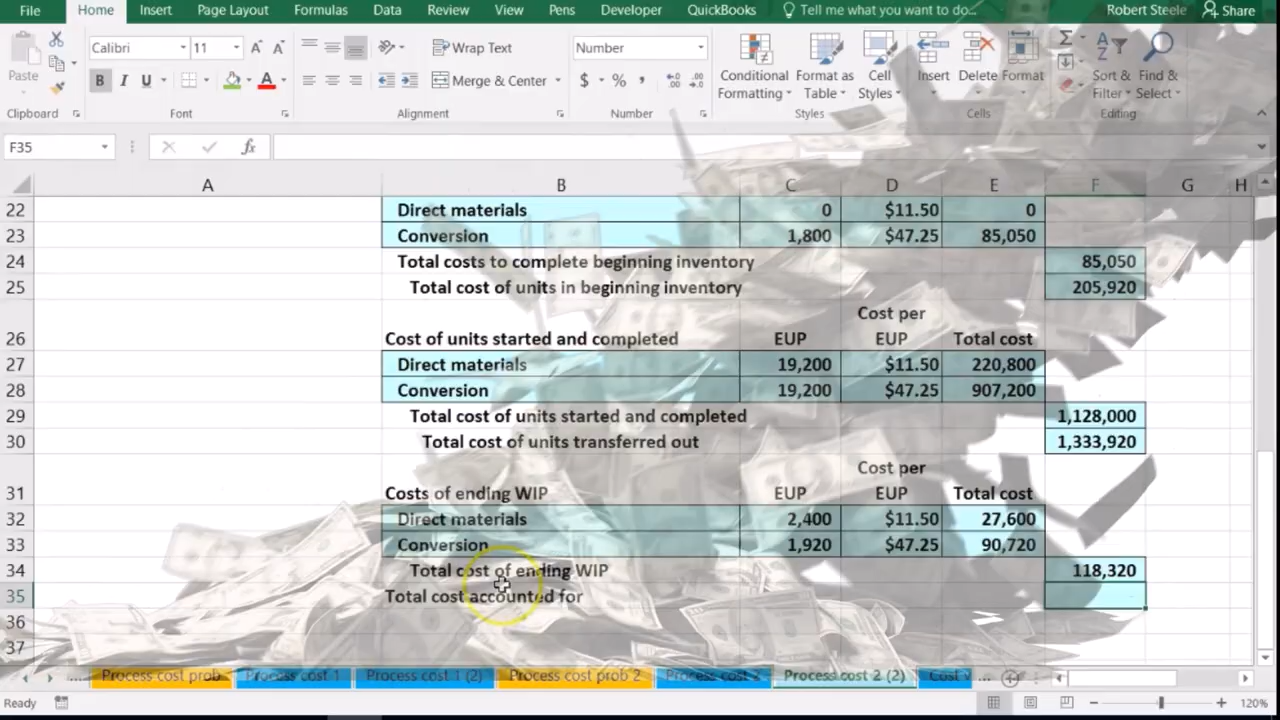 File Home Insert Page Layout Formulas Data Review View Pens Developer QuickBooks Tell me what you want to do... Robert Steele Share
Calibri 11 Wrap Text Number
Paste B I U A Merge & Center $ % Conditional Formatting Format as Table Cell Styles Insert Delete Format Sort & Filter Find & Select
Clipboard Font Alignment Number Styles Cells Editing
F35 fx
A B C D E F G H
22 Direct materials 0 $11.50 0
23 Conversion 1,800 $47.25 85,050
24 Total costs to complete beginning inventory 85,050
25 Total cost of units in beginning inventory 205,920
Cost per
26 Cost of units started and completed EUP EUP Total cost
27 Direct materials 19,200 $11.50 220,800
28 Conversion 19,200 $47.25 907,200
29 Total cost of units started and completed 1,128,000
30 Total cost of units transferred out 1,333,920
Cost per
31 Costs of ending WIP EUP EUP Total cost
32 Direct materials 2,400 $11.50 27,600
33 Conversion 1,920 $47.25 90,720
34 Total cost of ending WIP 118,320
35 Total cost accounted for
36
37
... Process cost prob Process cost 1 Process cost 1 (2) Process cost prob 2 Process cost 2 Process cost 2 (2) Cost ...
Ready 120%